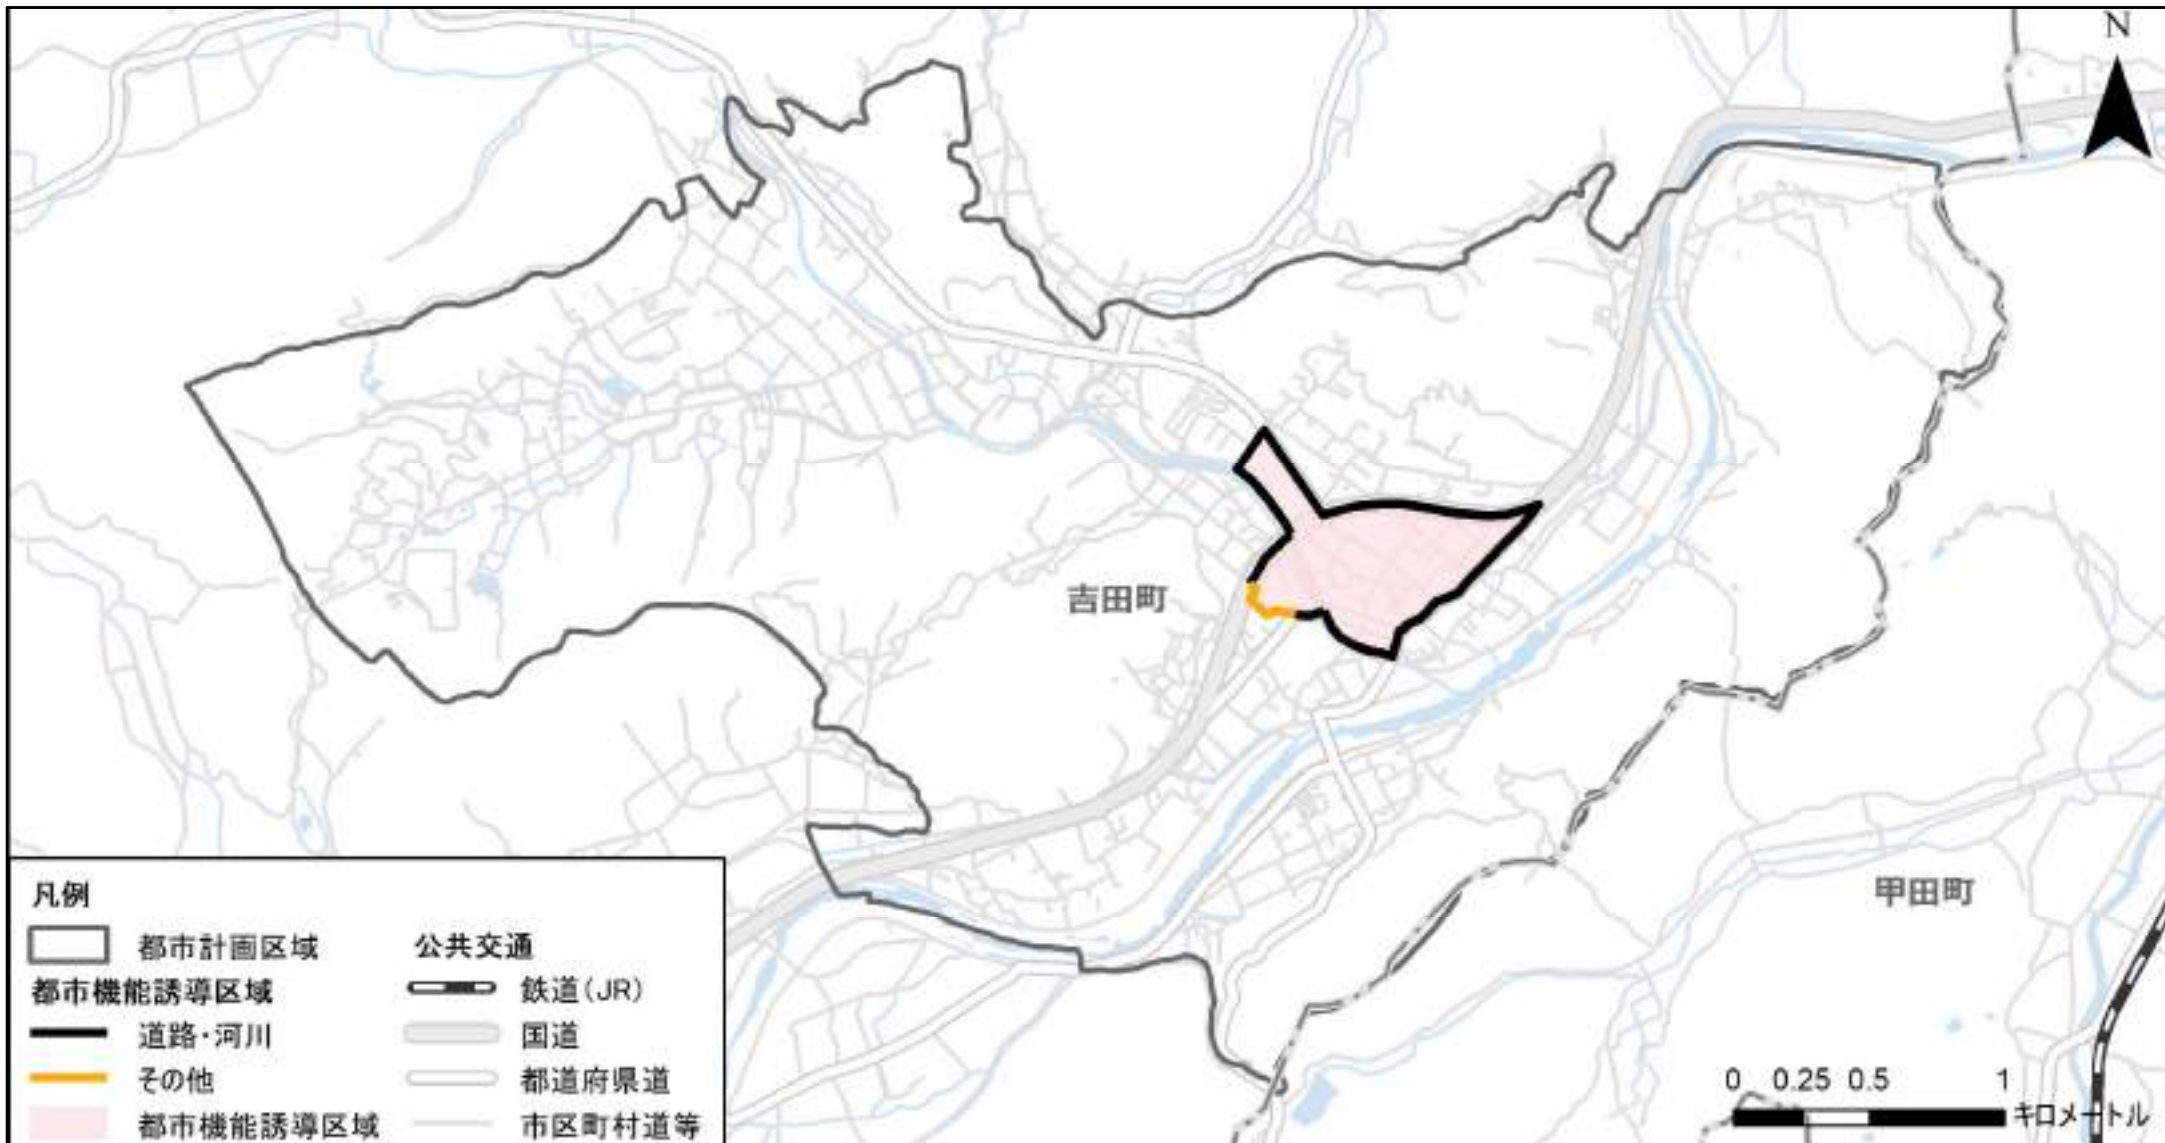 N
吉田町
甲田町
凡例
都市計画区域
都市機能誘導区域
道路・河川
その他
都市機能誘導区域
公共交通
鉄道(JR)
国道
都道府県道
市区町村道等
0 0.25 0.5 1
キロメートル